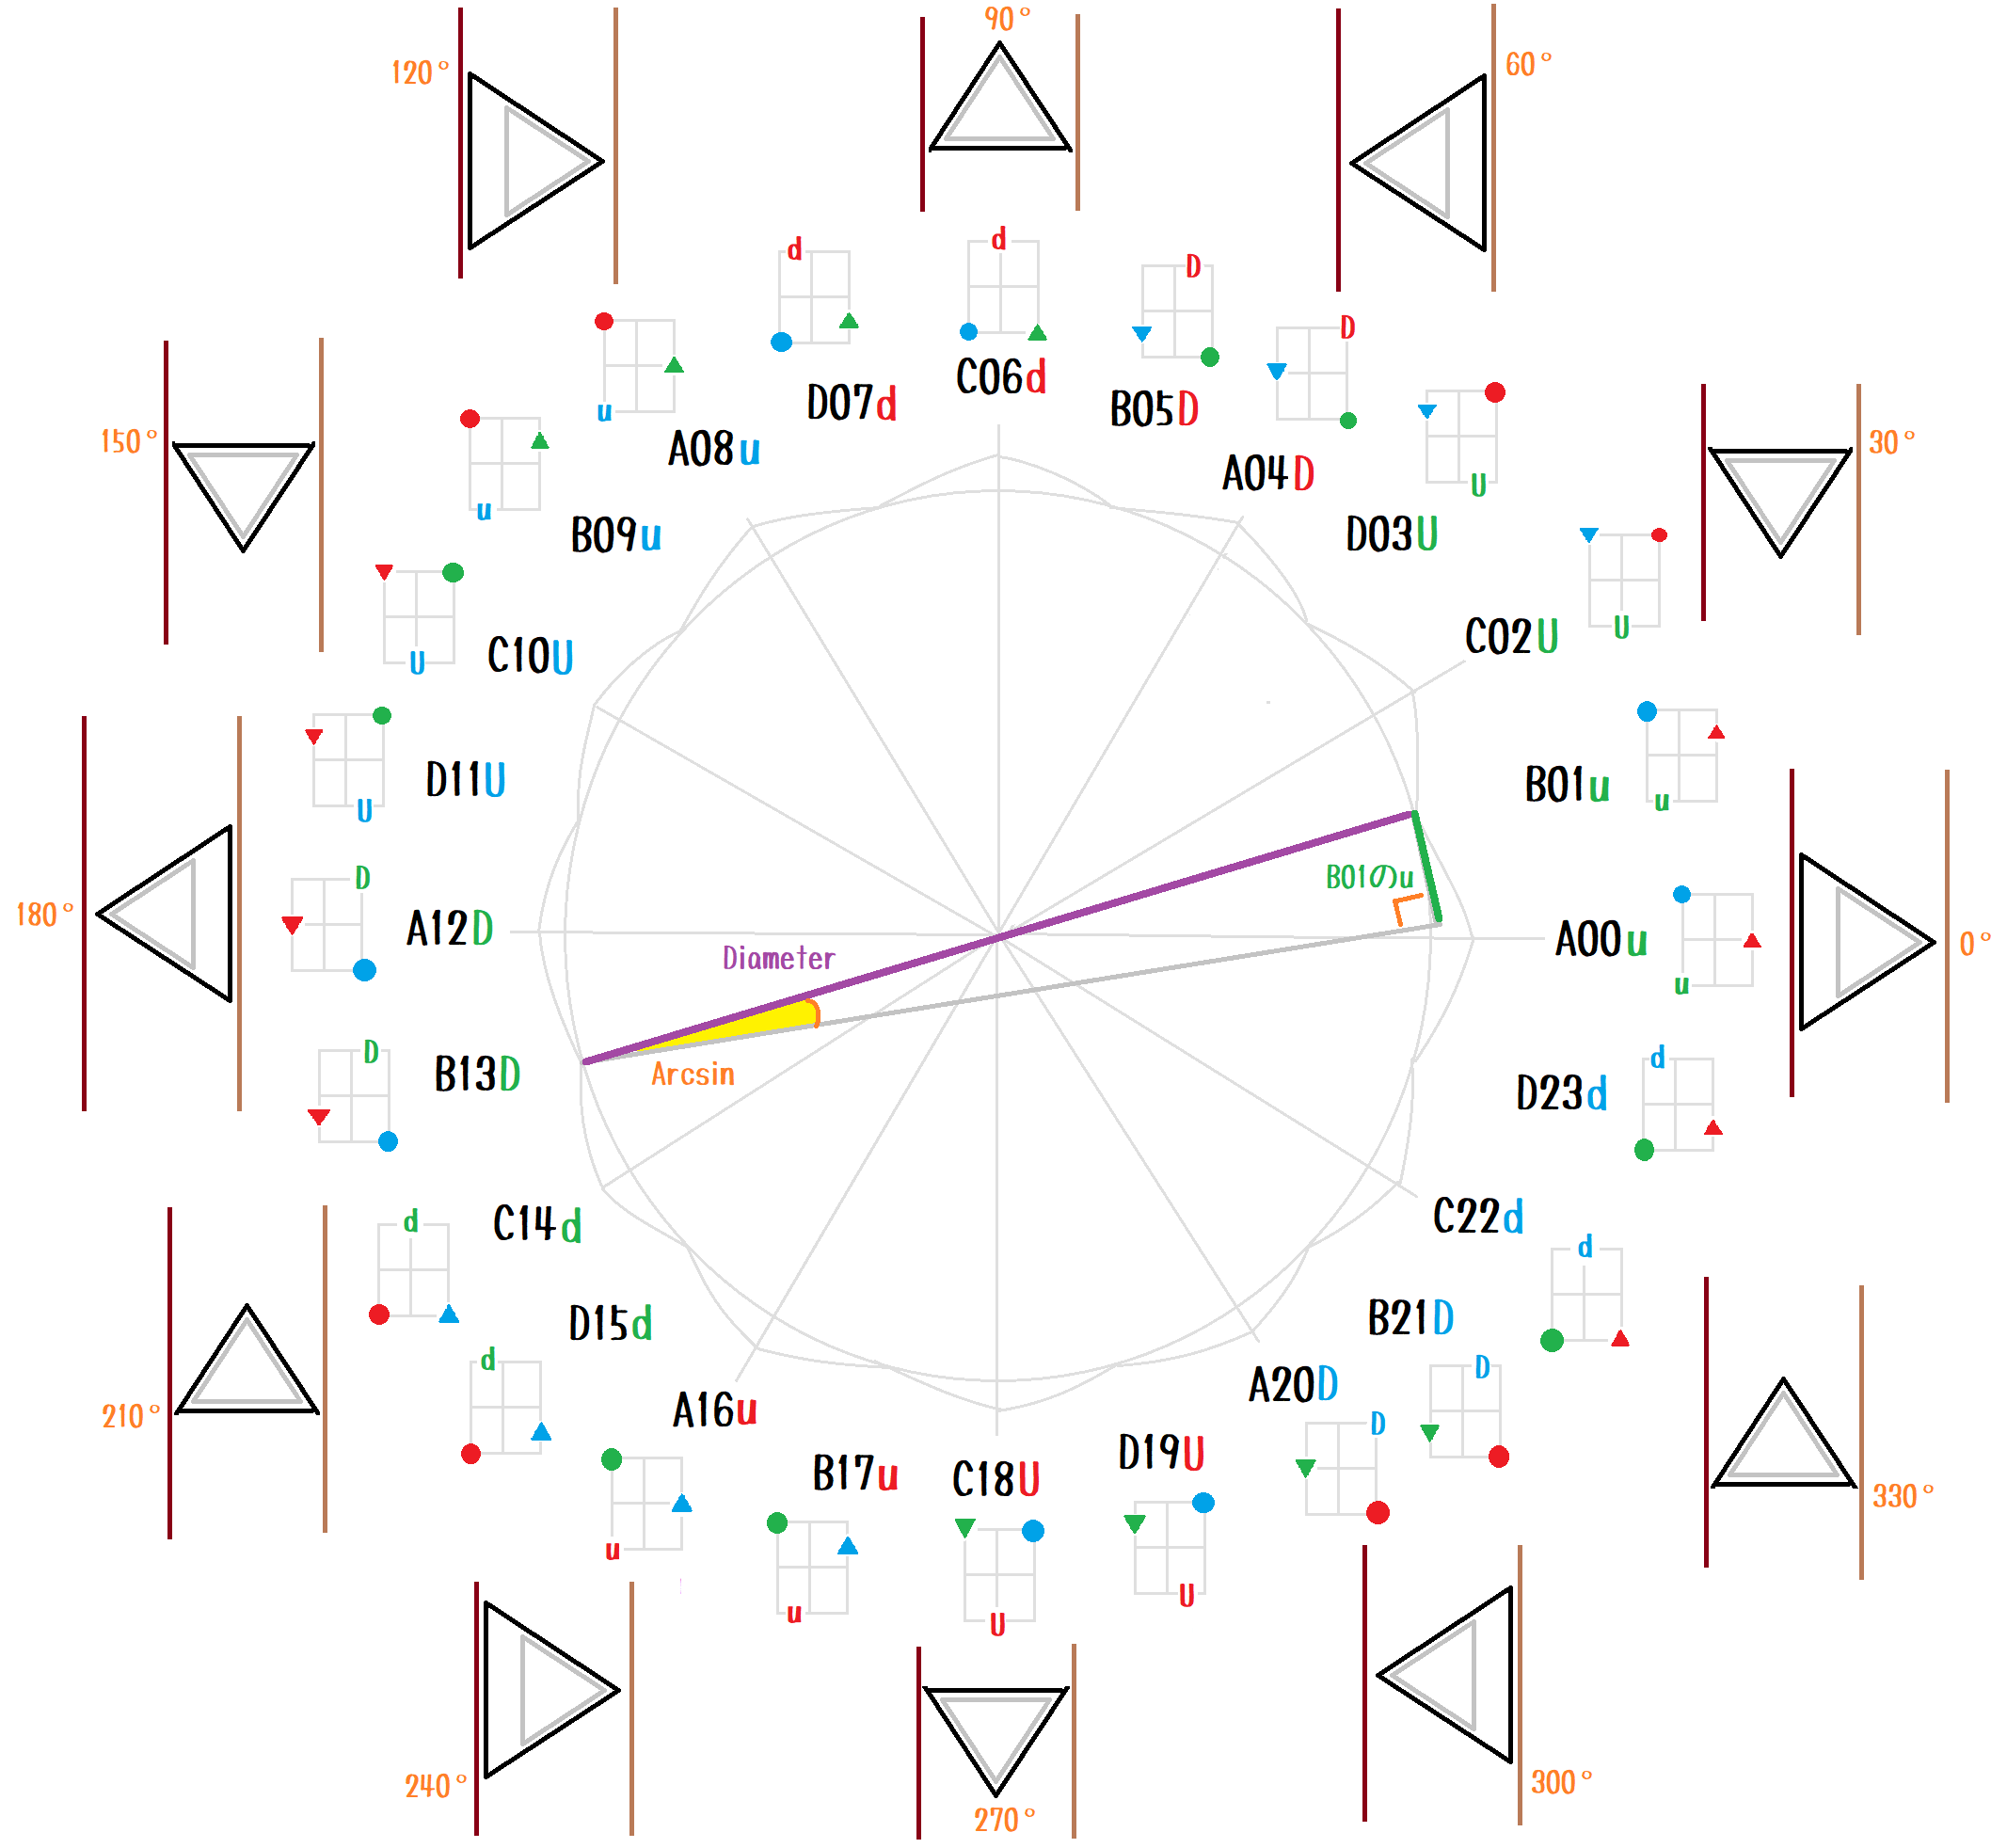 90°
120°
60°
d
d
D
D
C06d
D07d
B05D
u
A08u
A04D
U
D03U
150°
30°
u
B09u
U
C02U
C10U
U
u
B01u
D11U
U
B01のu
D
180°
A12D
Diameter
A00u
0°
u
D
B13D
Arcsin
d
D23d
d
C14d
C22d
d
D15d
B21D
d
D
210°
A16u
A20D
D
330°
B17u
C18U
D19U
u
u
U
U
240°
270°
300°